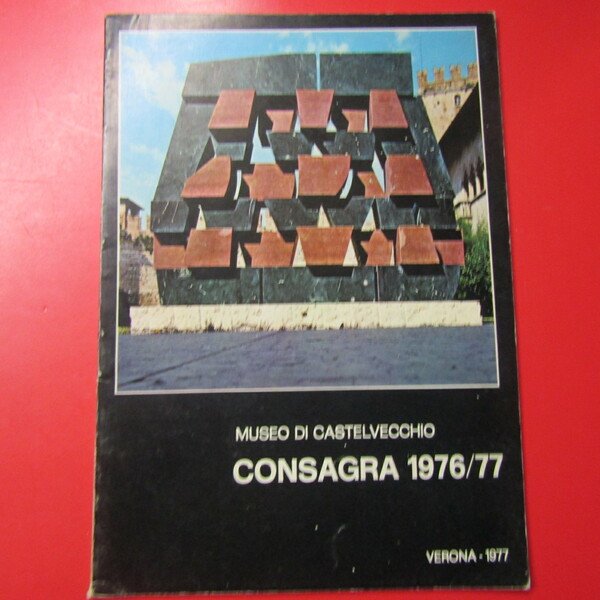 MUSEO DI CASTELVECCHIO
CONSAGRA 1976/77
VERONA - 1977